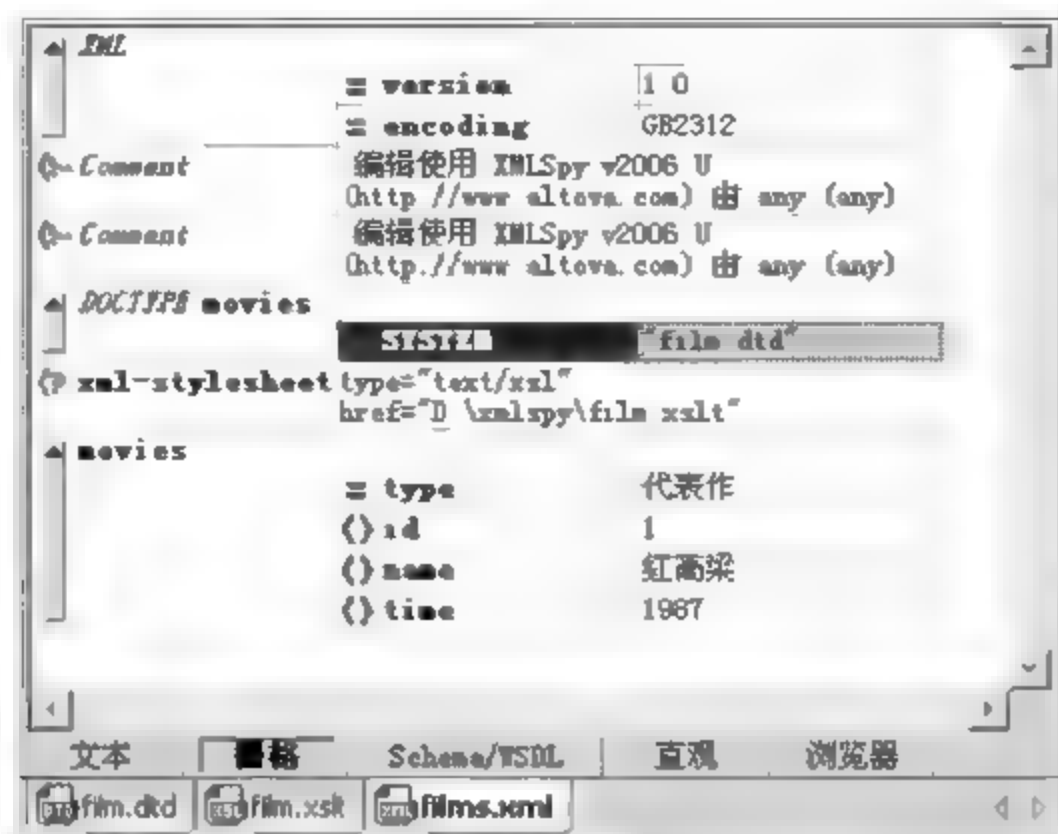 XML
= version 1 0
= encoding GB2312
Comment 编辑使用 XMLSpy v2006 U
(http //www altova.com) 由 any (any)
Comment 编辑使用 XMLSpy v2006 U
(http.//www altova.com) 由 any (any)
DOCTYPE movies
SYSTEM "film dtd"
xml-stylesheet type="text/xsl"
href="D \xmlspy\film xslt"
movies
= type 代表作
() id 1
() name 红高粱
() time 1987
文本 格 Schema/WSDL 直观 浏览器
film.dtd film.xslt films.xml